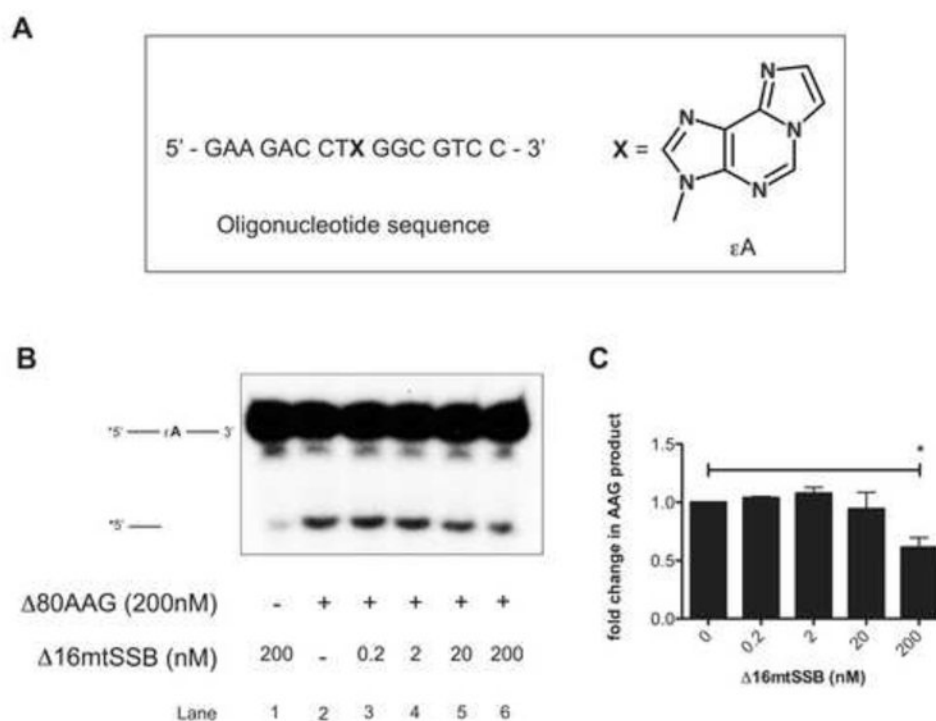 A
5' - GAA GAC CTX GGC GTC C - 3'
X =
N
N
N
N
N
Oligonucleotide sequence
εA
B
*5' εA 3'
*5'
Δ80AAG (200nM) - + + + + +
Δ16mtSSB (nM) 200 - 0.2 2 20 200
Lane 1 2 3 4 5 6
C
fold change in AAG product
1.5
1.0
0.5
0.0
*
0 0.2 2 20 200
Δ16mtSSB (nM)